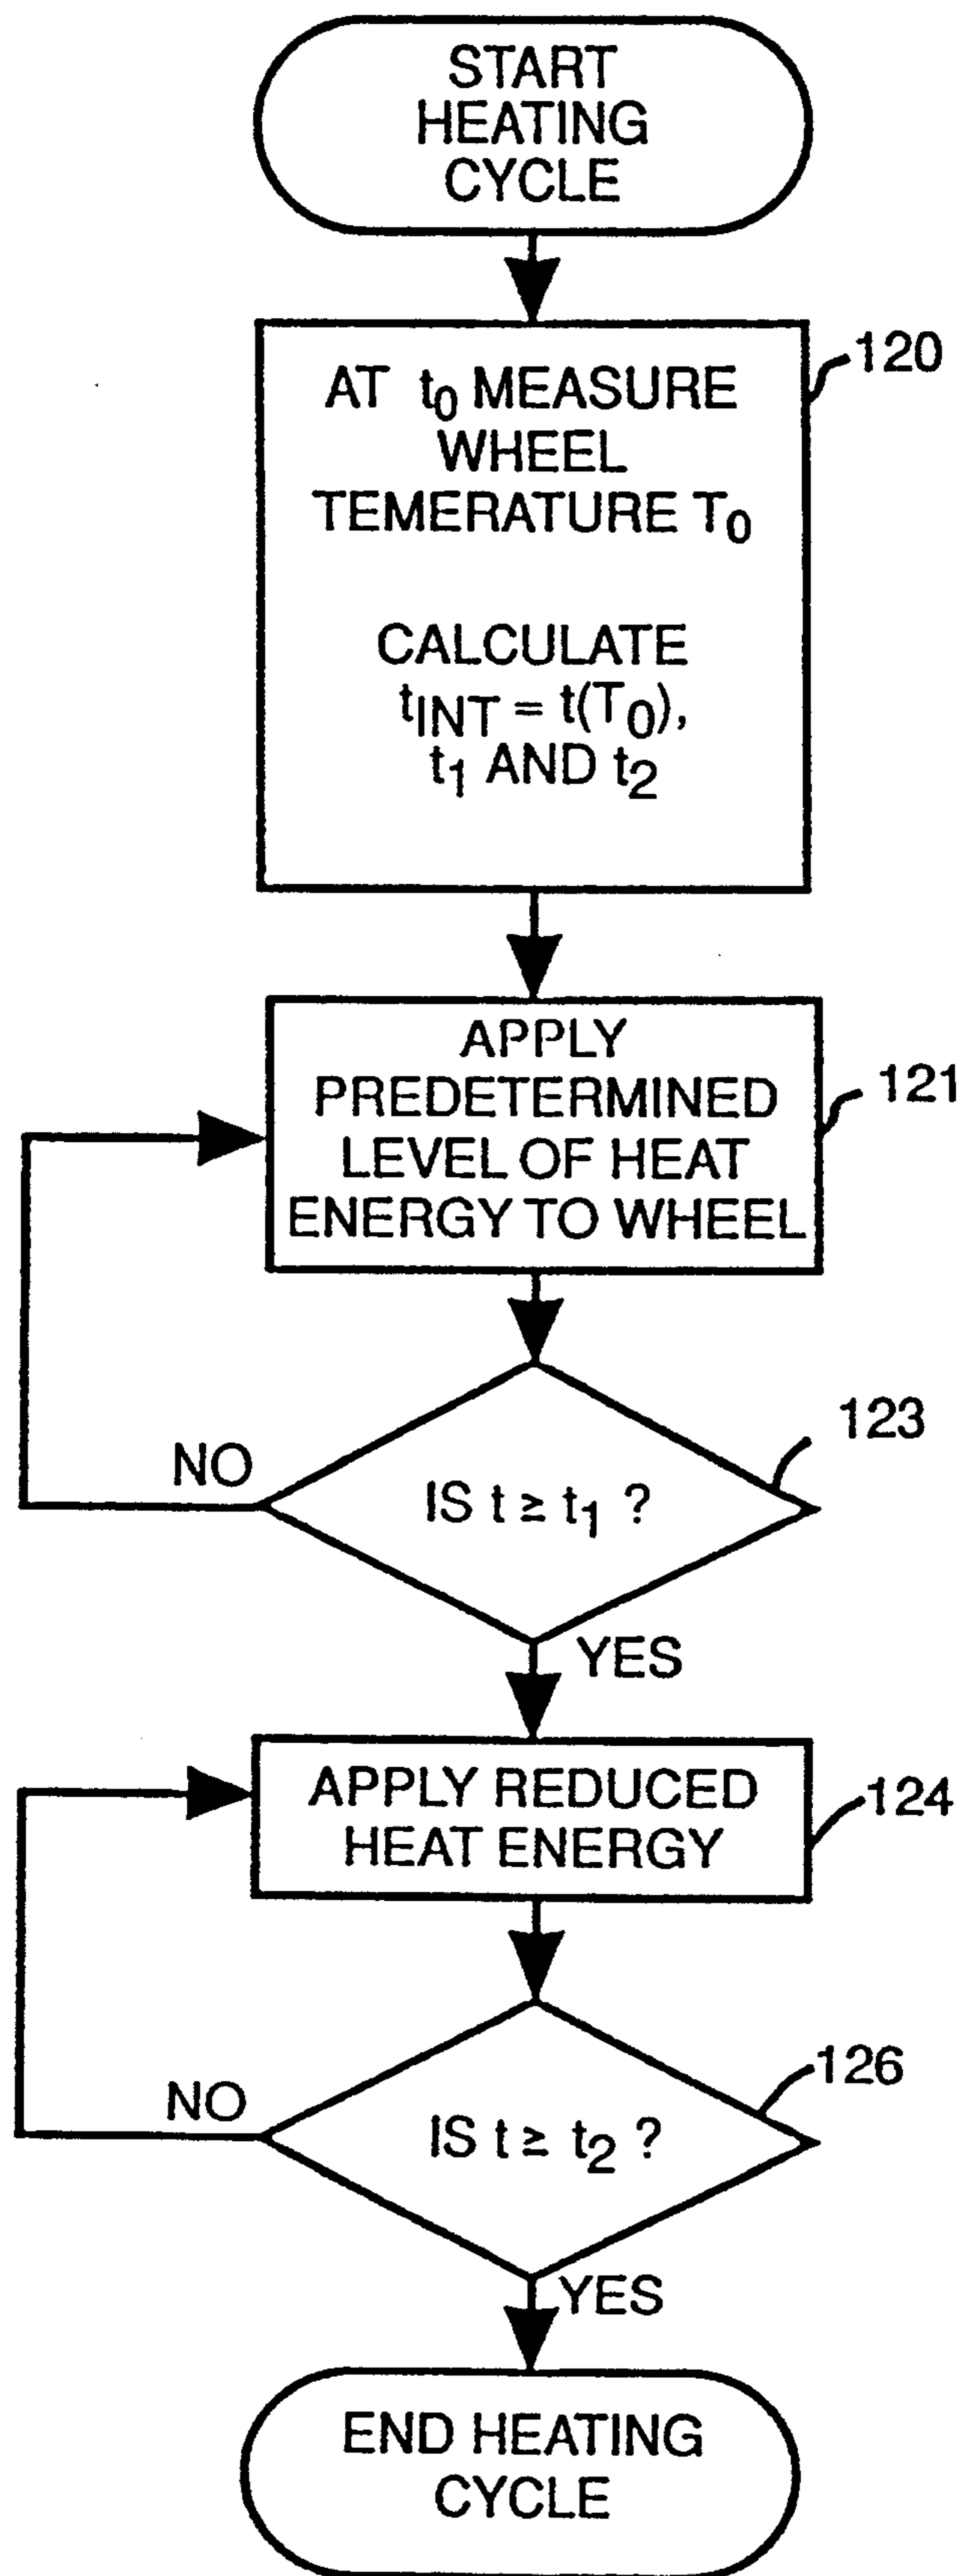 START
HEATING
CYCLE
120
AT t0 MEASURE
WHEEL
TEMERATURE T0
CALCULATE
tINT = t(T0),
t1 AND t2
APPLY
PREDETERMINED
LEVEL OF HEAT
ENERGY TO WHEEL
121
123
NO
IS t ≥ t1 ?
YES
APPLY REDUCED
HEAT ENERGY
124
126
NO
IS t ≥ t2 ?
YES
END HEATING
CYCLE